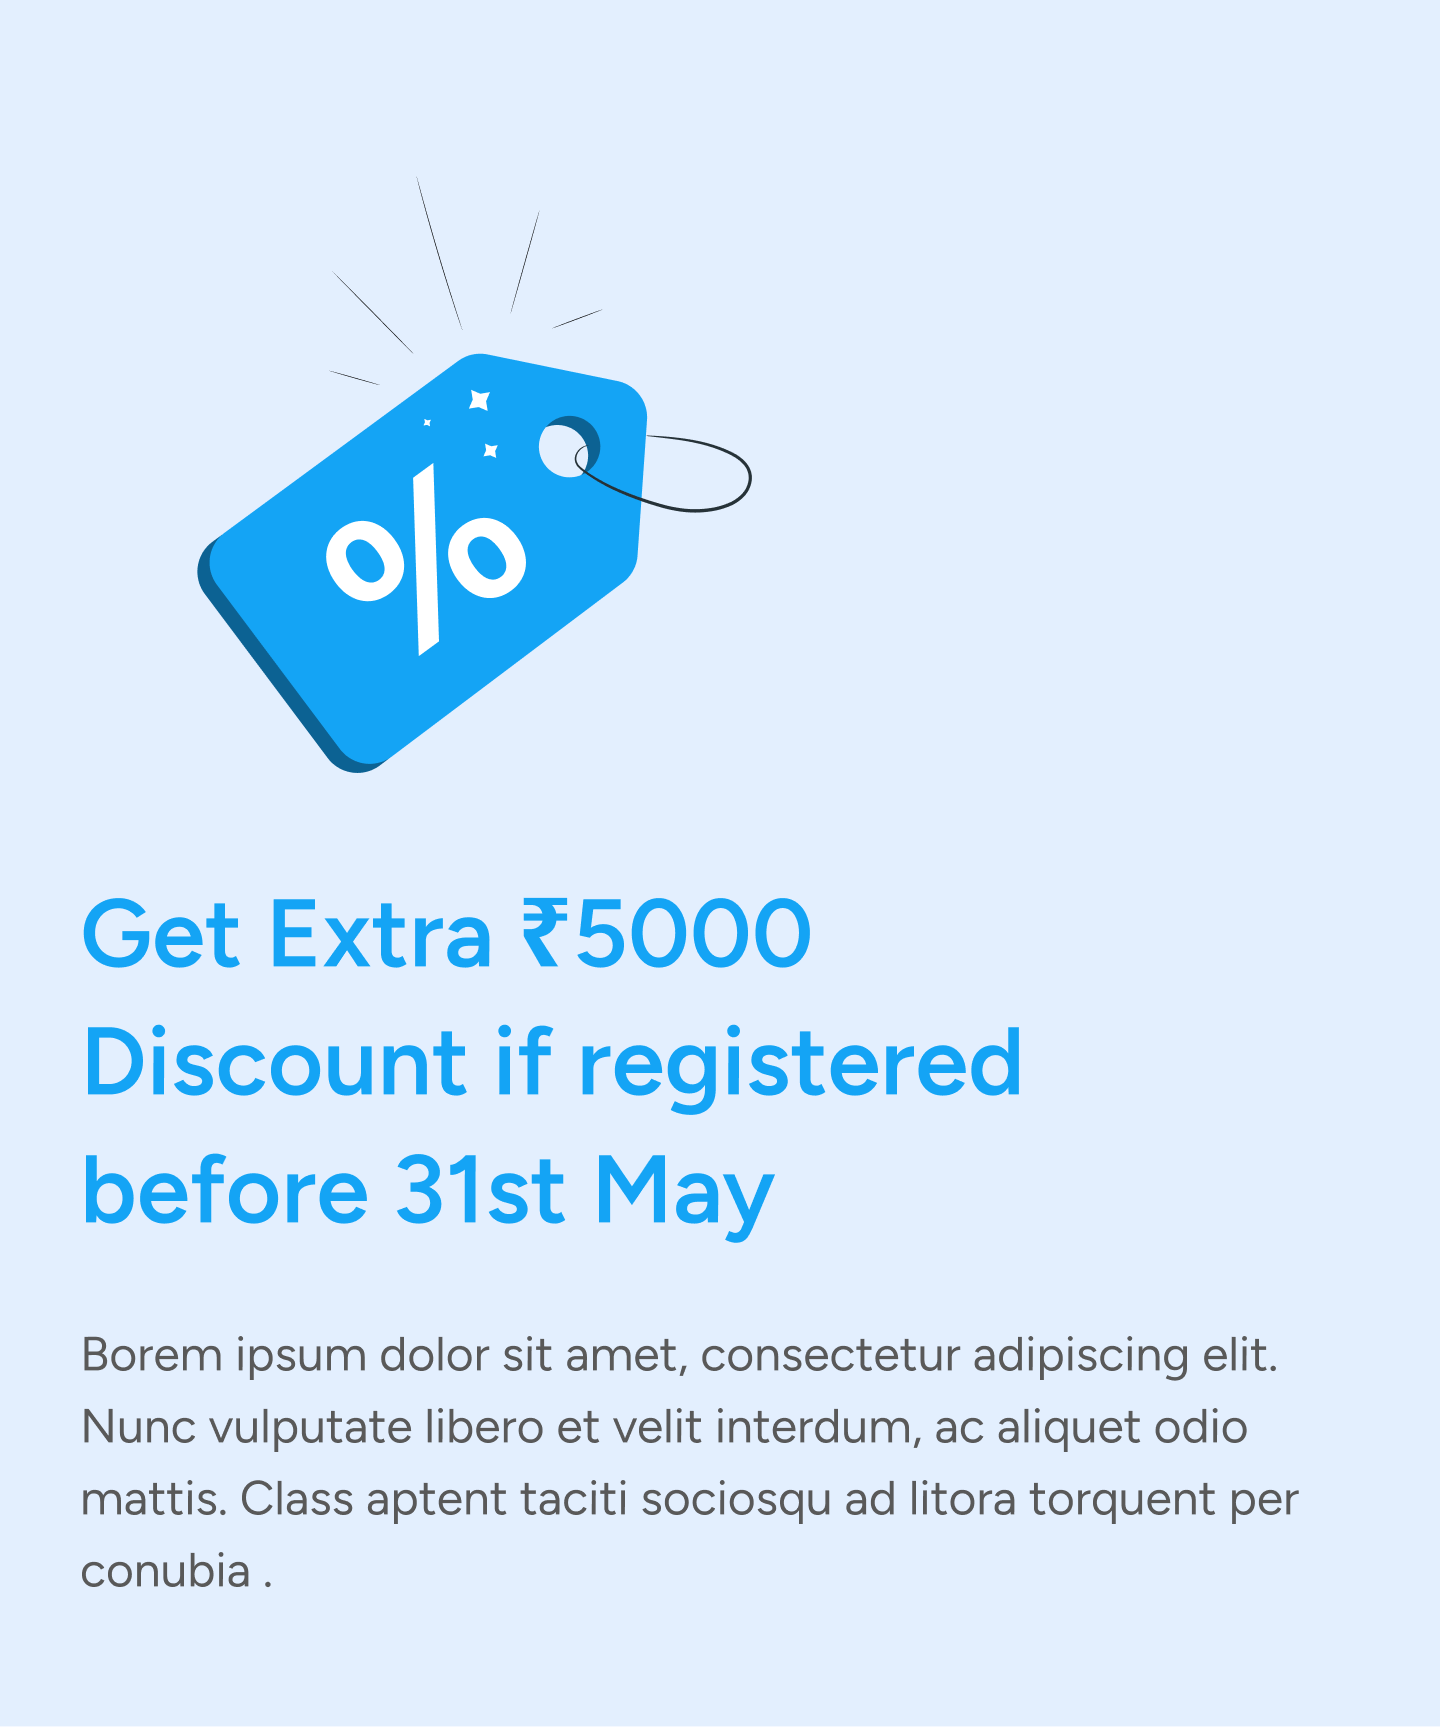 %
Get Extra ₹5000
Discount if registered
before 31st May
Borem ipsum dolor sit amet, consectetur adipiscing elit.
Nunc vulputate libero et velit interdum, ac aliquet odio
mattis. Class aptent taciti sociosqu ad litora torquent per
conubia .